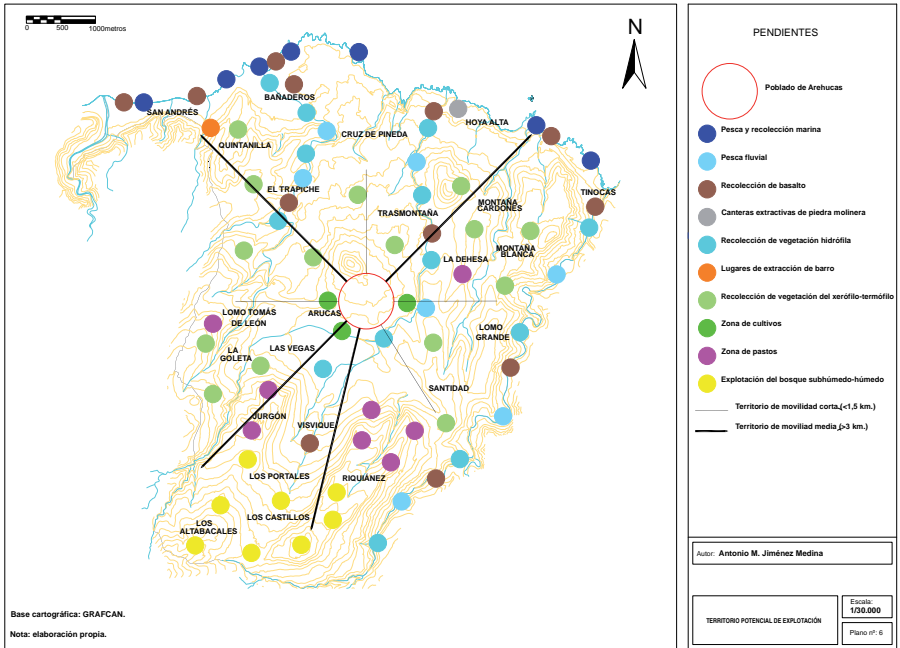 0 500 1000metros
N
SAN ANDRÉS
BAÑADEROS
QUINTANILLA
CRUZ DE PINEDA
HOYA ALTA
EL TRAPICHE
TRASMONTAÑA
MONTAÑA
CARDONES
TINOCAS
MONTAÑA
BLANCA
LA DEHESA
LOMO TOMÁS
DE LEÓN
ARUCAS
LOMO
GRANDE
LA
GOLETA
LAS VEGAS
SANTIDAD
JURGÓN
VISVIQUE
LOS PORTALES
RIQUIÁNEZ
LOS CASTILLOS
LOS
ALTABACALES
Base cartográfica: GRAFCAN.
Nota: elaboración propia.
PENDIENTES
Poblado de Arehucas
Pesca y recolección marina
Pesca fluvial
Recolección de basalto
Canteras extractivas de piedra molinera
Recolección de vegetación hidrófila
Lugares de extracción de barro
Recolección de vegetación del xerófilo-termófilo
Zona de cultivos
Zona de pastos
Explotación del bosque subhúmedo-húmedo
Territorio de movilidad corta (<1,5 km.)
Territorio de moviliad media (>3 km.)
Autor: Antonio M. Jiménez Medina
TERRITORIO POTENCIAL DE EXPLOTACIÓN
Escala:
1/30.000
Plano nº: 6